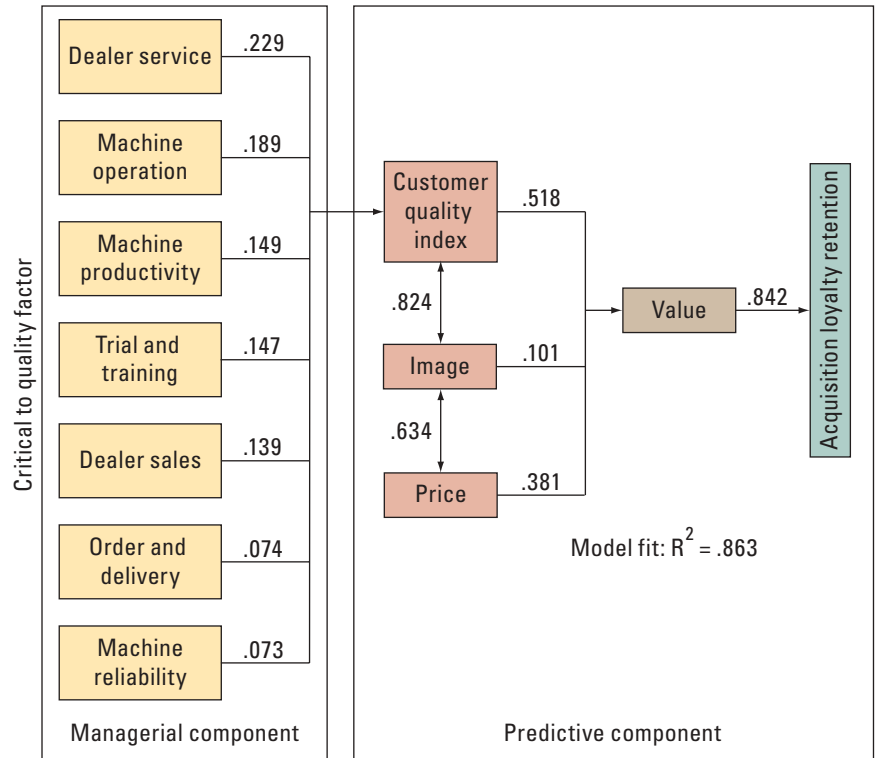 Critical to quality factor
Dealer service
.229
Machine
operation
.189
Machine
productivity
.149
Trial and
training
.147
Dealer sales
.139
Order and
delivery
.074
Machine
reliability
.073
Managerial component
Customer
quality
index
.518
.824
Image
.101
.634
Price
.381
Value
.842
Acquisition loyalty retention
Model fit: R² = .863
Predictive component